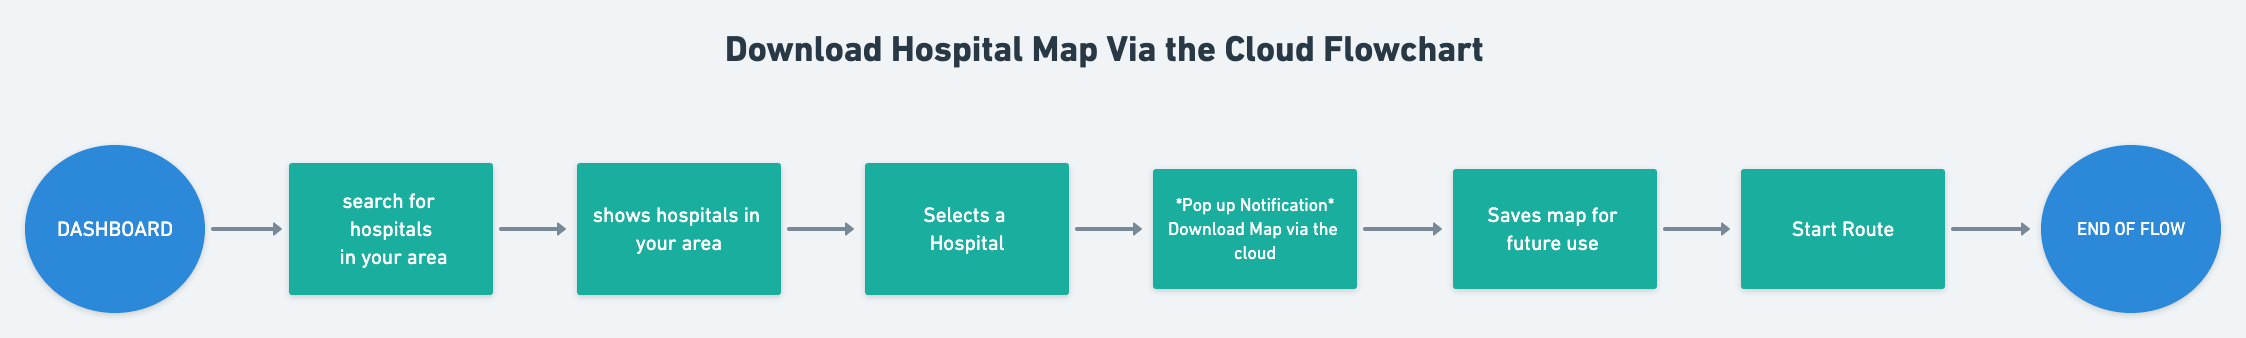 Download Hospital Map Via the Cloud Flowchart
DASHBOARD
search for
hospitals
in your area
shows hospitals in
your area
Selects a
Hospital
*Pop up Notification*
Download Map via the
cloud
Saves map for
future use
Start Route
END OF FLOW